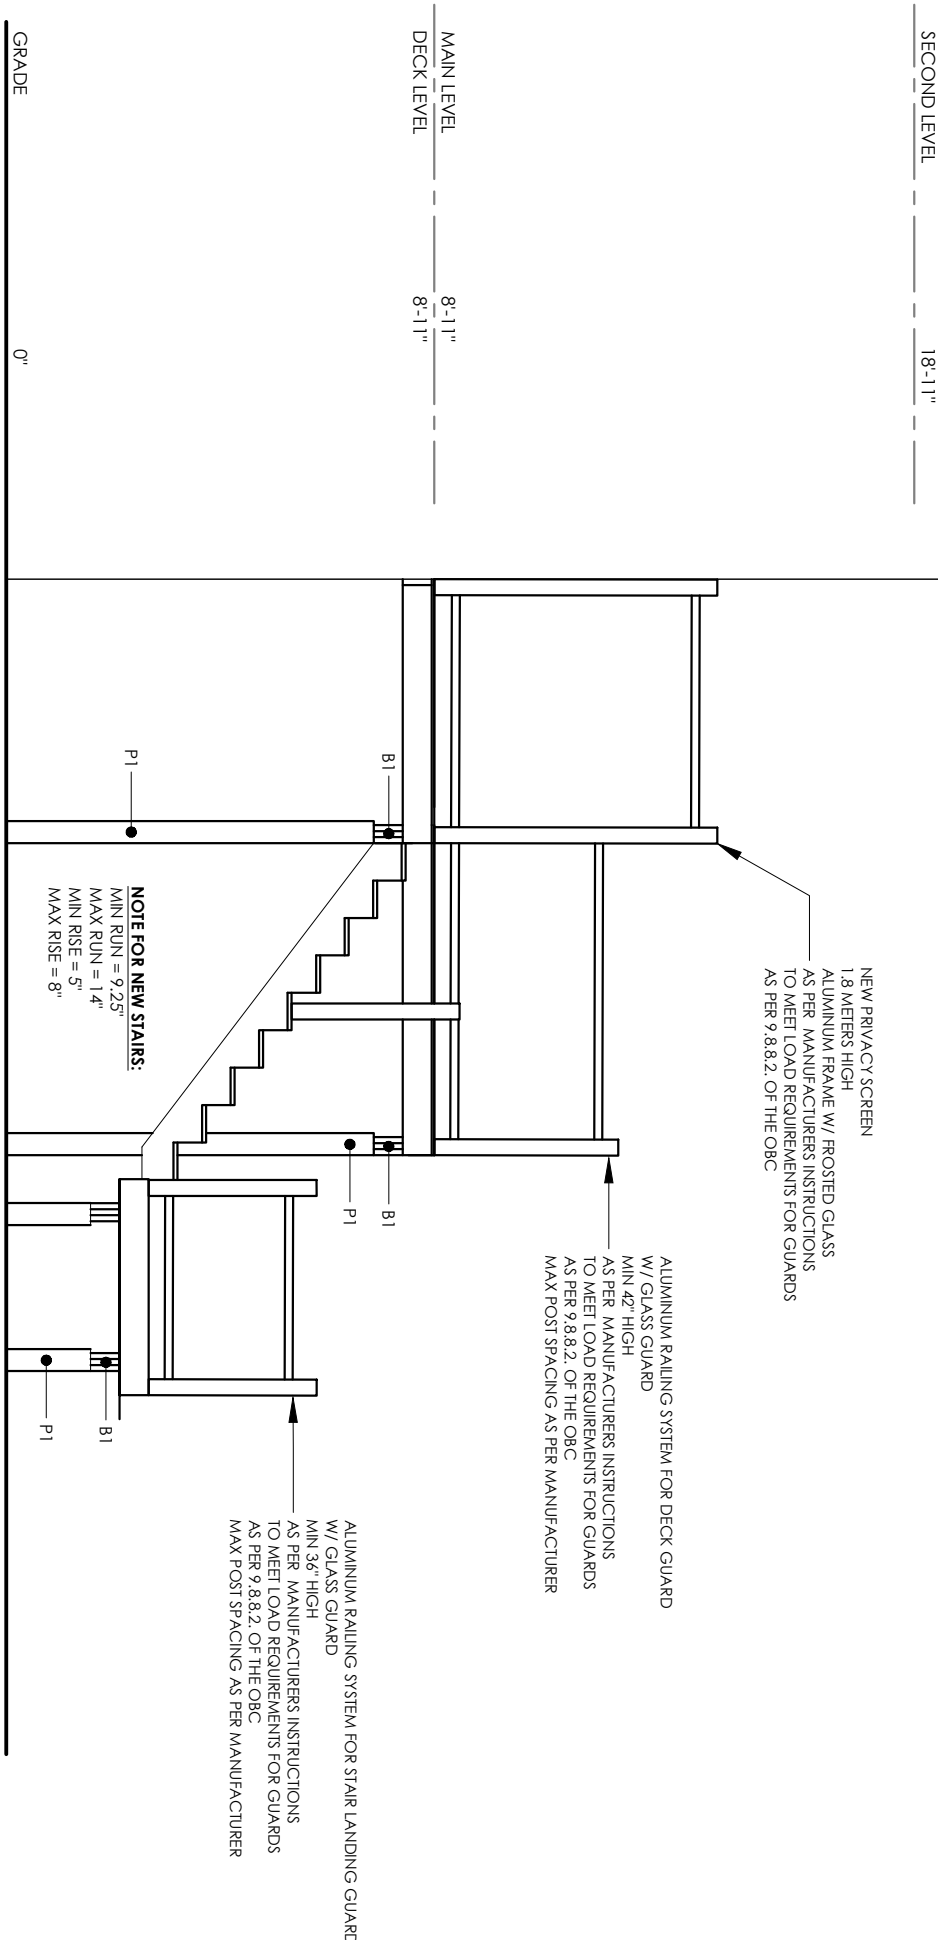 SECOND LEVEL
18'-11"
MAIN LEVEL
8'-11"
DECK LEVEL
8'-11"
GRADE
0"
NEW PRIVACY SCREEN
1.8 METERS HIGH
ALUMINUM FRAME W/ FROSTED GLASS
AS PER MANUFACTURERS INSTRUCTIONS
TO MEET LOAD REQUIREMENTS FOR GUARDS
AS PER 9.8.8.2. OF THE OBC
ALUMINUM RAILING SYSTEM FOR DECK GUARD
W/ GLASS GUARD
MIN 42" HIGH
AS PER MANUFACTURERS INSTRUCTIONS
TO MEET LOAD REQUIREMENTS FOR GUARDS
AS PER 9.8.8.2. OF THE OBC
MAX POST SPACING AS PER MANUFACTURER
ALUMINUM RAILING SYSTEM FOR STAIR LANDING GUARD
W/ GLASS GUARD
MIN 36" HIGH
AS PER MANUFACTURERS INSTRUCTIONS
TO MEET LOAD REQUIREMENTS FOR GUARDS
AS PER 9.8.8.2. OF THE OBC
MAX POST SPACING AS PER MANUFACTURER
B1
P1
B1
P1
B1
P1
NOTE FOR NEW STAIRS:
MIN RUN = 9.25"
MAX RUN = 14"
MIN RISE = 5"
MAX RISE = 8"